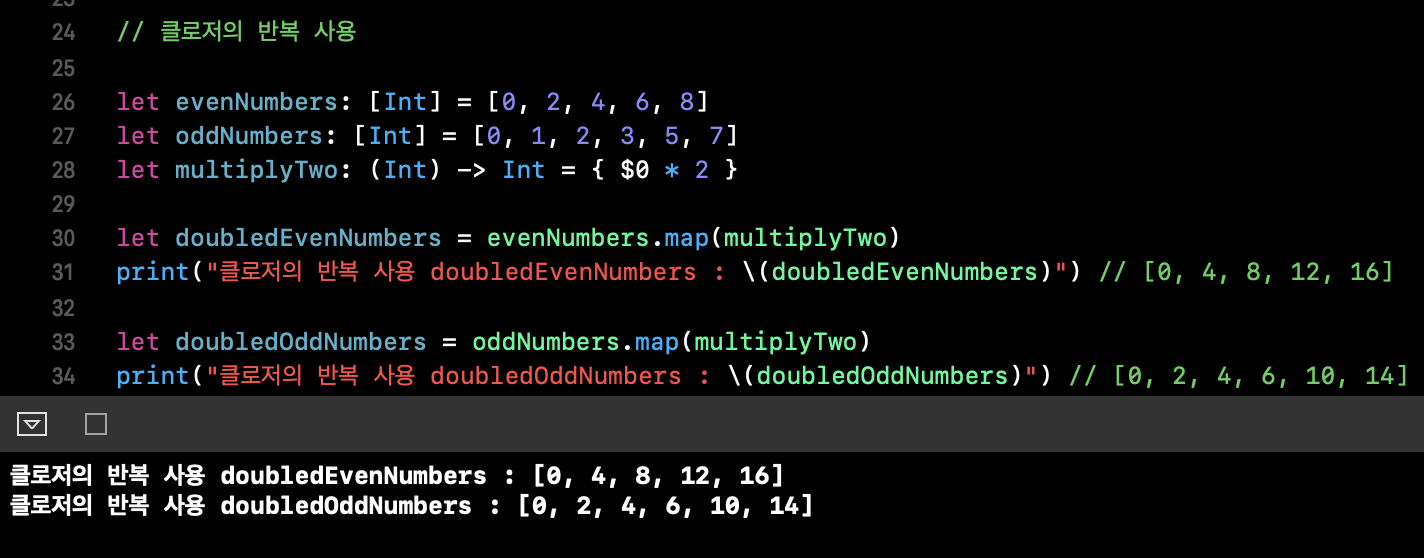 24 // 클로저의 반복 사용
25
26 let evenNumbers: [Int] = [0, 2, 4, 6, 8]
27 let oddNumbers: [Int] = [0, 1, 2, 3, 5, 7]
28 let multiplyTwo: (Int) -> Int = { $0 * 2 }
29
30 let doubledEvenNumbers = evenNumbers.map(multiplyTwo)
31 print("클로저의 반복 사용 doubledEvenNumbers : \(doubledEvenNumbers)") // [0, 4, 8, 12, 16]
32
33 let doubledOddNumbers = oddNumbers.map(multiplyTwo)
34 print("클로저의 반복 사용 doubledOddNumbers : \(doubledOddNumbers)") // [0, 2, 4, 6, 10, 14]
클로저의 반복 사용 doubledEvenNumbers : [0, 4, 8, 12, 16]
클로저의 반복 사용 doubledOddNumbers : [0, 2, 4, 6, 10, 14]